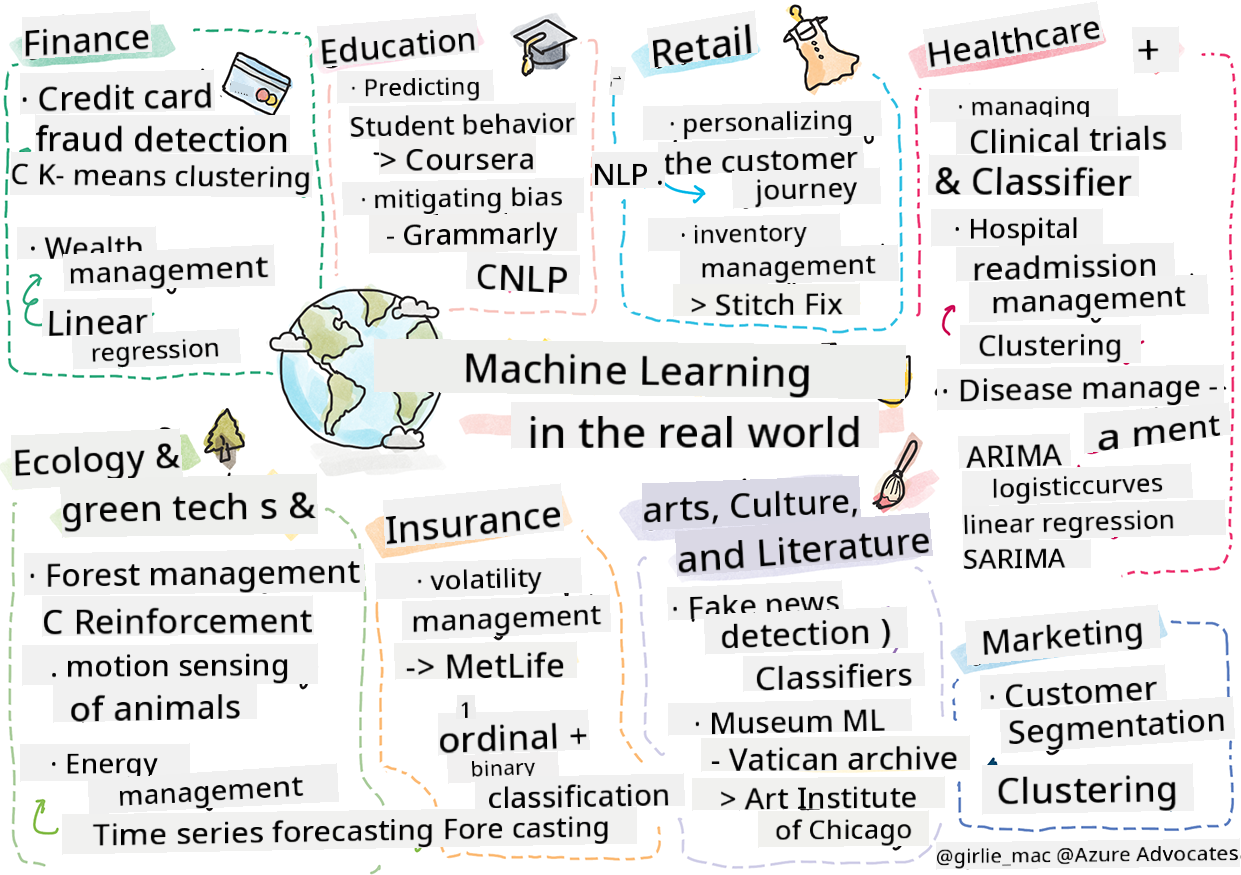 Finance
· Credit card
fraud detection
C K- means clustering
· Wealth
management
Linear
regression
Education
· Predicting
Student behavior
> Coursera
· mitigating bias
- Grammarly
CNLP
Retail
· personalizing
the customer
NLP .
journey
· inventory
management
> Stitch Fix
Healthcare +
· managing
Clinical trials
& Classifier
· Hospital
readmission
management
Clustering
· Disease manage -
a ment
ARIMA
logisticcurves
linear regression
SARIMA
Machine Learning
in the real world
Ecology &
green tech s &
· Forest management
C Reinforcement
. motion sensing
of animals
· Energy
management
Time series forecasting Fore casting
Insurance
· volatility
management
-> MetLife
1
ordinal +
binary
classification
arts, Culture,
and Literature
· Fake news
detection )
Classifiers
· Museum ML
- Vatican archive
> Art Institute
of Chicago
Marketing
· Customer
Segmentation
Clustering
@girlie_mac @Azure Advocates